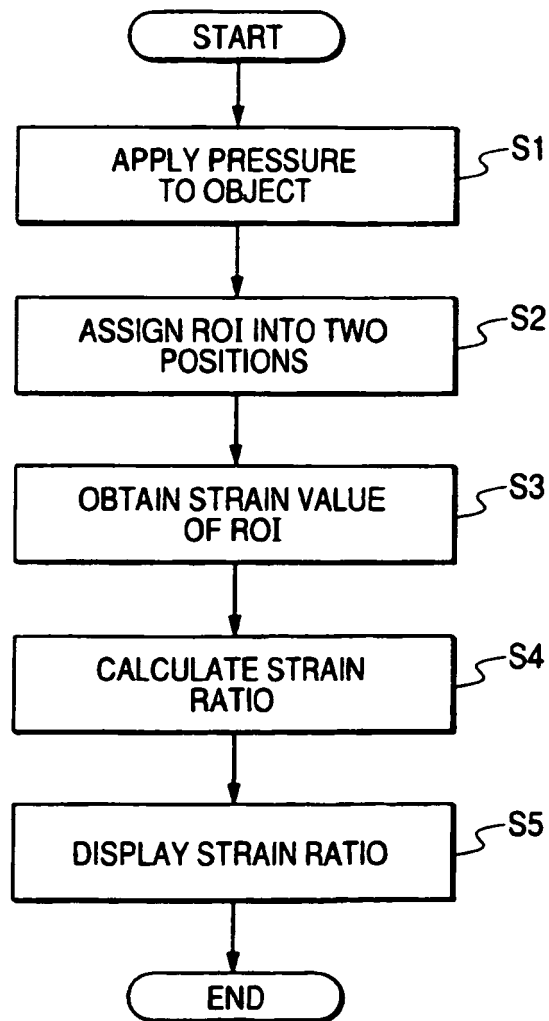 START
APPLY PRESSURE
TO OBJECT
S1
ASSIGN ROI INTO TWO
POSITIONS
S2
OBTAIN STRAIN VALUE
OF ROI
S3
CALCULATE STRAIN
RATIO
S4
DISPLAY STRAIN RATIO
S5
END